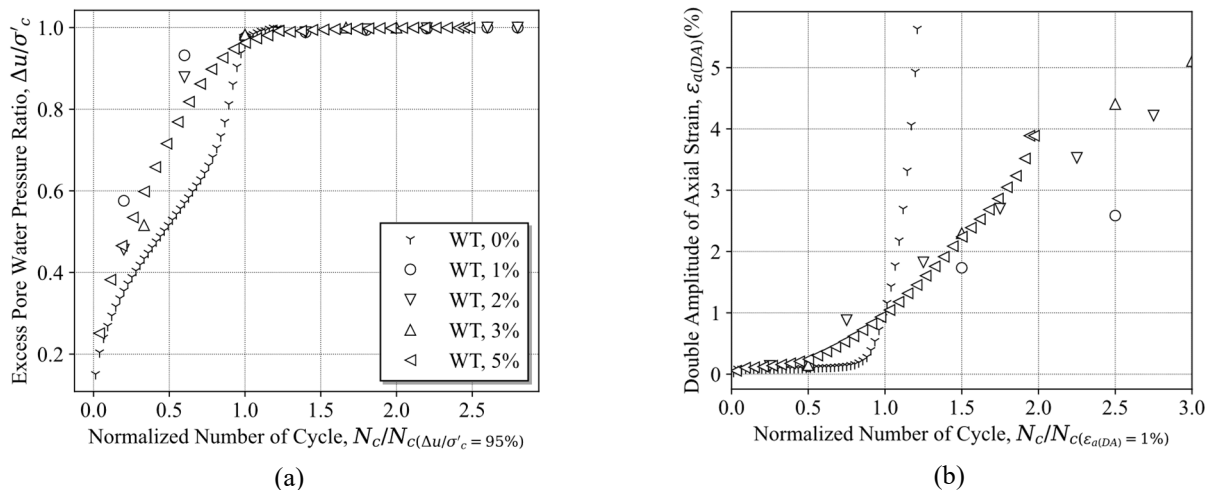 Excess Pore Water Pressure Ratio, Δu/σ'c
1.0
0.8
0.6
0.4
0.2
WT, 0%
WT, 1%
WT, 2%
WT, 3%
WT, 5%
0.0 0.5 1.0 1.5 2.0 2.5
Normalized Number of Cycle, Nc/Nc(Δu/σ'c = 95%)
(a)
Double Amplitude of Axial Strain, εa(DA)(%)
5
4
3
2
1
0
0.0 0.5 1.0 1.5 2.0 2.5 3.0
Normalized Number of Cycle, Nc/Nc(εa(DA) = 1%)
(b)